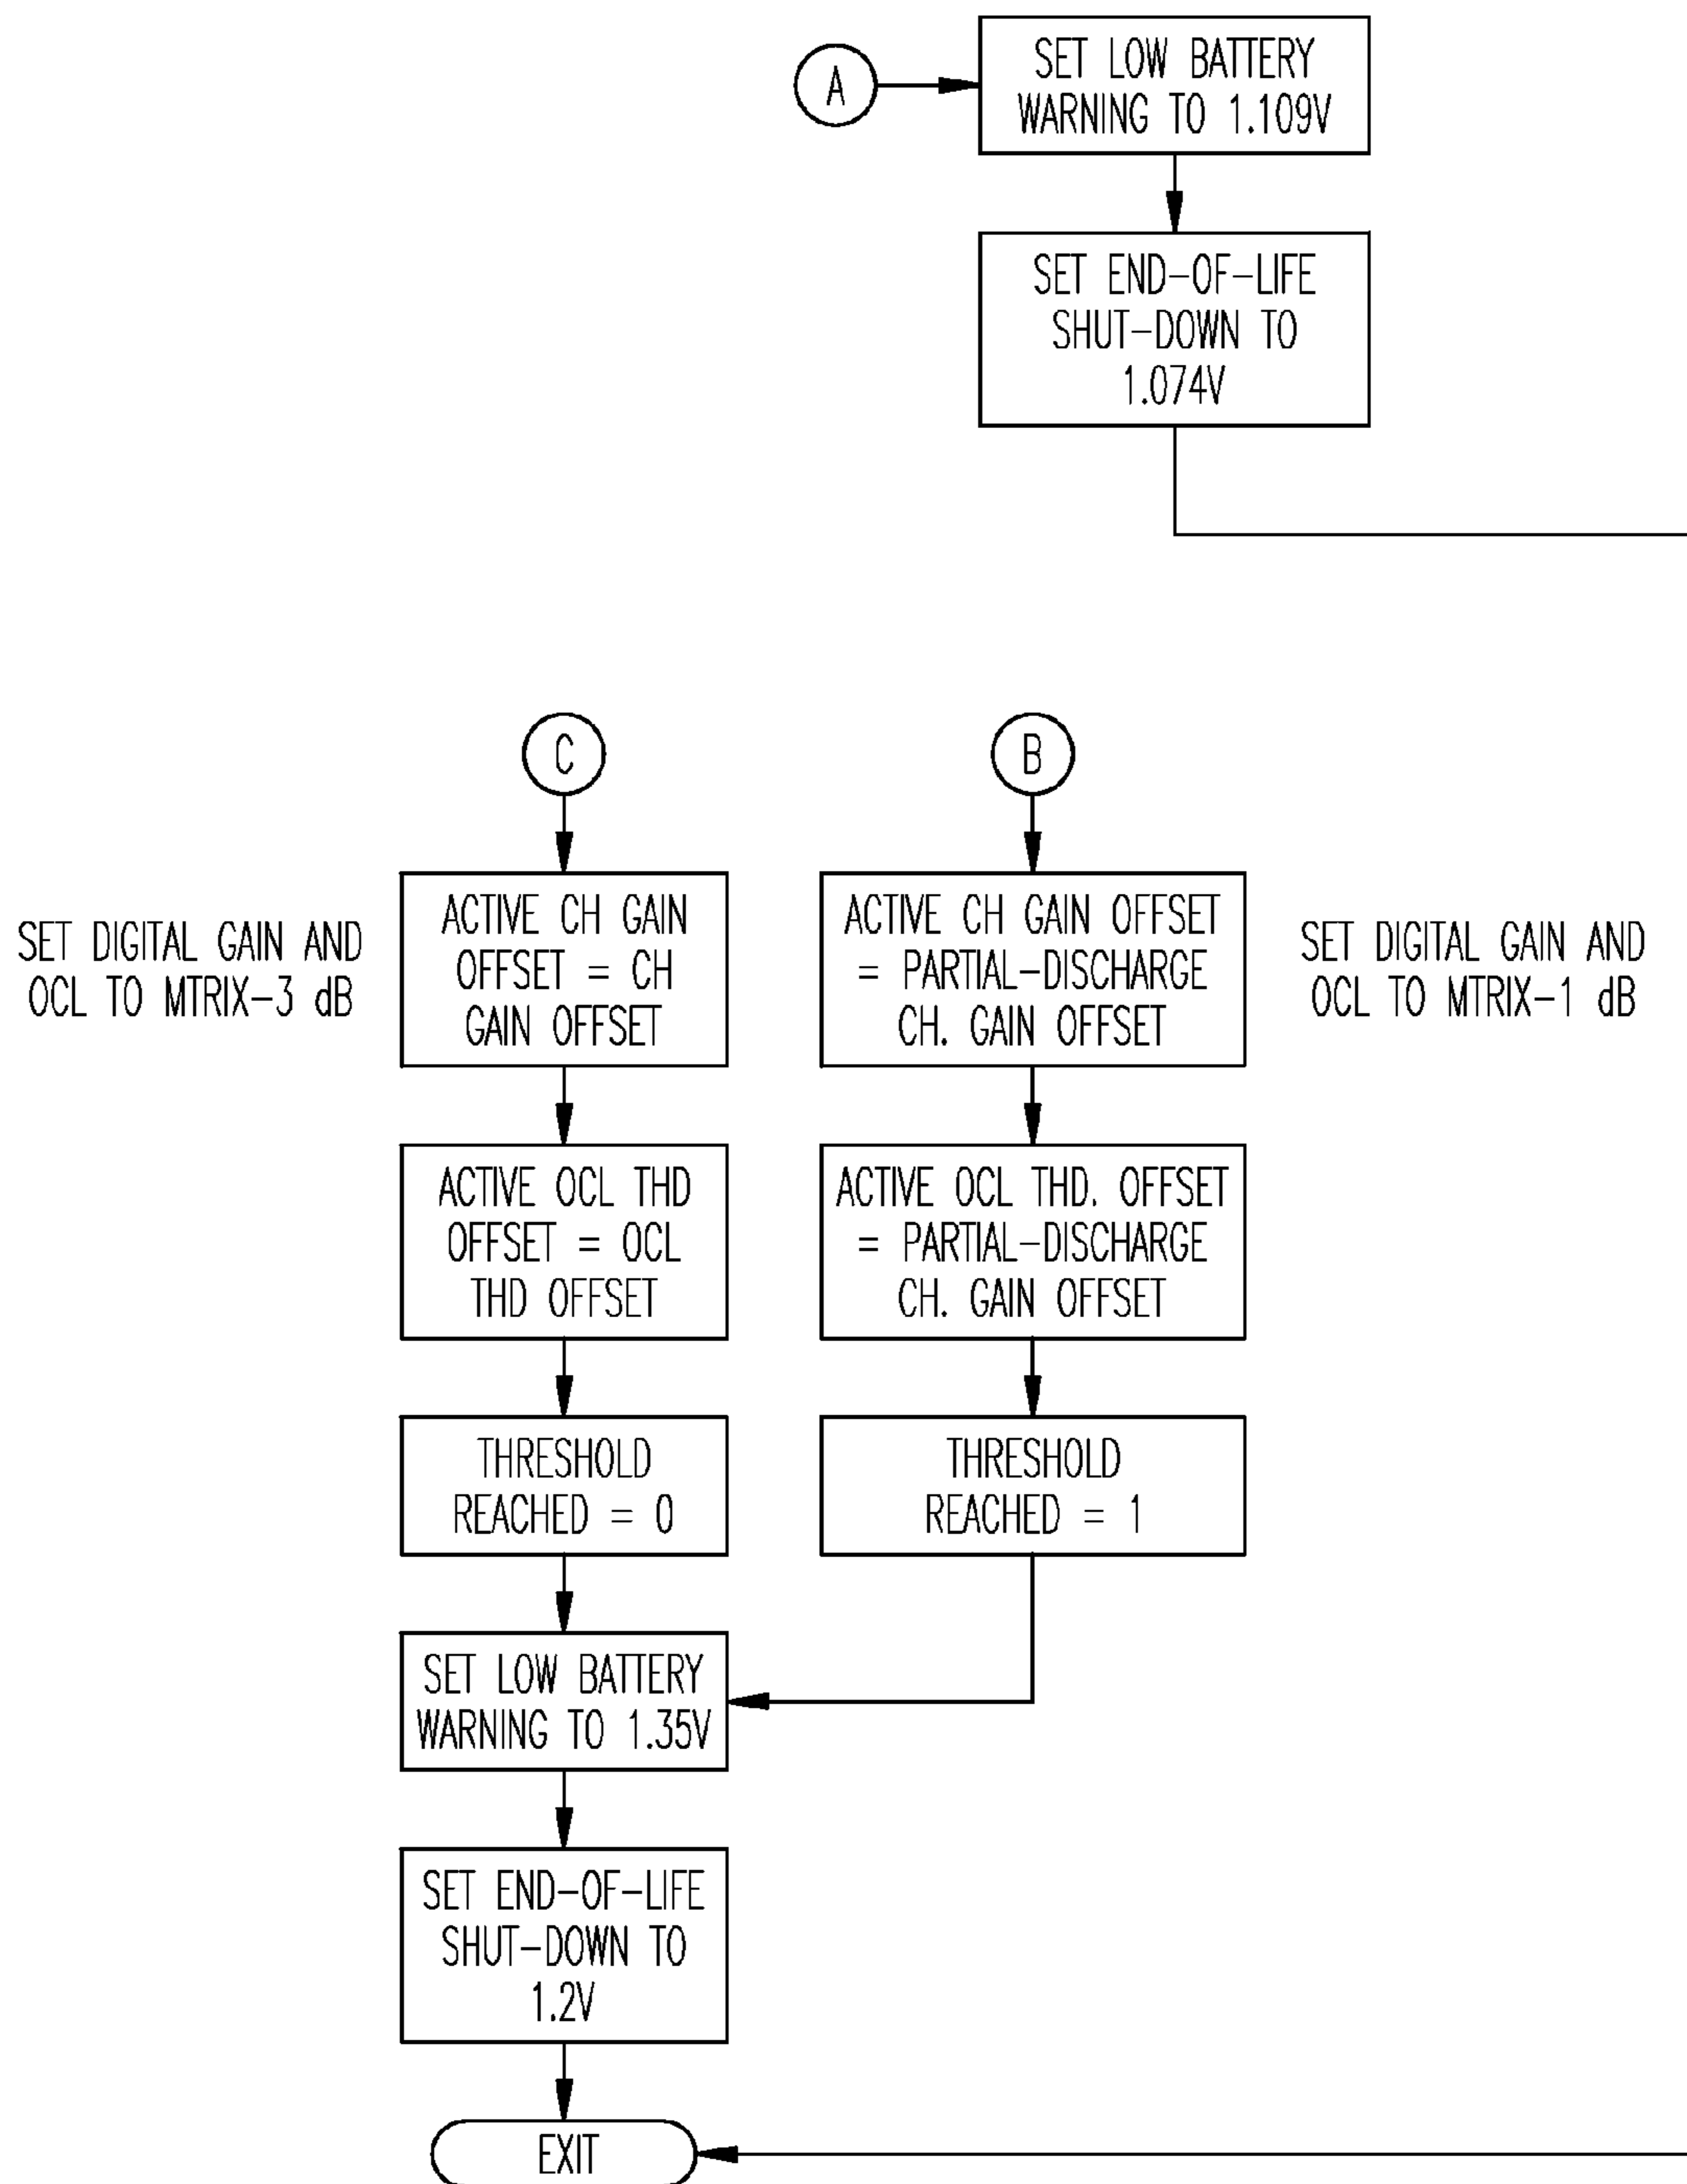 A
SET LOW BATTERY
WARNING TO 1.109V
SET END-OF-LIFE
SHUT-DOWN TO
1.074V
C
B
SET DIGITAL GAIN AND
OCL TO MTRIX-3 dB
ACTIVE CH GAIN
OFFSET = CH
GAIN OFFSET
ACTIVE CH GAIN OFFSET
= PARTIAL-DISCHARGE
CH. GAIN OFFSET
SET DIGITAL GAIN AND
OCL TO MTRIX-1 dB
ACTIVE OCL THD
OFFSET = OCL
THD OFFSET
ACTIVE OCL THD. OFFSET
= PARTIAL-DISCHARGE
CH. GAIN OFFSET
THRESHOLD
REACHED = 0
THRESHOLD
REACHED = 1
SET LOW BATTERY
WARNING TO 1.35V
SET END-OF-LIFE
SHUT-DOWN TO
1.2V
EXIT